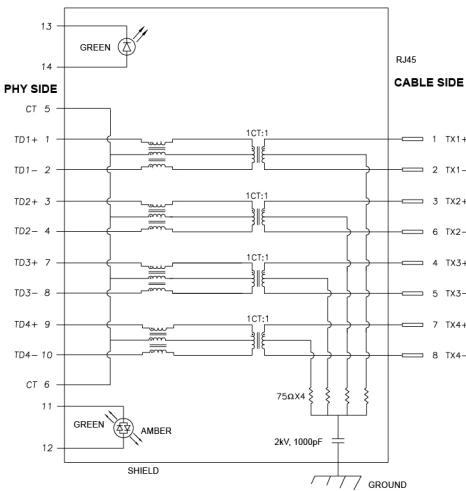 13
GREEN
14
RJ45
PHY SIDE
CABLE SIDE
CT 5
TD1+ 1
1CT:1
1 TX1+
TD1- 2
2 TX1-
TD2+ 3
1CT:1
3 TX2+
TD2- 4
6 TX2-
TD3+ 7
1CT:1
4 TX3+
TD3- 8
5 TX3-
TD4+ 9
1CT:1
7 TX4+
TD4- 10
8 TX4-
CT 6
75ΩX4
11
GREEN
AMBER
12
2kV, 1000pF
SHIELD
GROUND